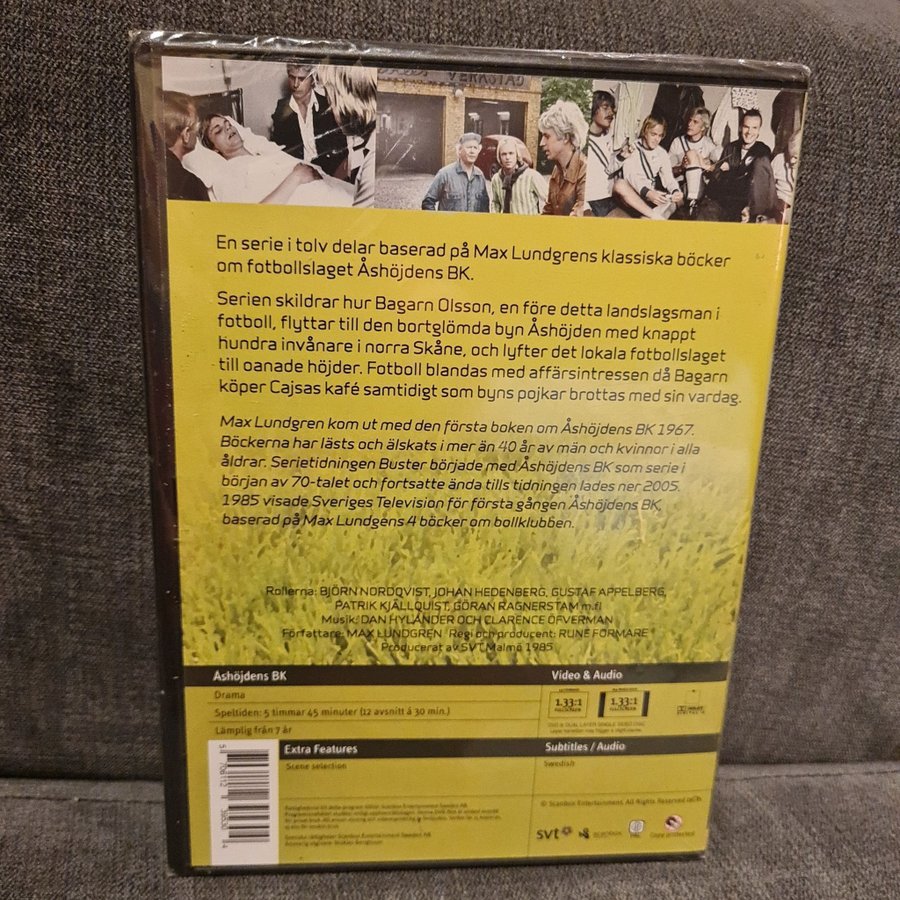 VERKSTAD
En serie i tolv delar baserad på Max Lundgrens klassiska böcker
om fotbollslaget Åshöjdens BK.
Serien skildrar hur Bagarn Olsson, en före detta landslagsman i
fotboll, flyttar till den bortglömda byn Åshöjden med knappt
hundra invånare i norra Skåne, och lyfter det lokala fotbollslaget
till oanade höjder. Fotboll blandas med affärsintressen då Bagarn
köper Cajsas kafé samtidigt som byns pojkar brottas med sin vardag.
Max Lundgren kom ut med den första boken om Åshöjdens BK 1967.
Böckerna har lästs och älskats i mer än 40 år av män och kvinnor i alla
åldrar. Serietidningen Buster började med Åshöjdens BK som serie i
början av 70-talet och fortsatte ända tills tidningen lades ner 2005.
1985 visade Sveriges Television för första gången Åshöjdens BK,
baserad på Max Lundgens 4 böcker om bollklubben.
Rollerna: BJÖRN NORDQVIST, JOHAN HEDENBERG, GUSTAF APPELBERG,
PATRIK KJÄLLQUIST, GÖRAN RAGNERSTAM m.fl
Musik: DAN HYLANDER OCH CLARENCE ÖFVERMAN
Författare: MAX LUNDGREN Regi och producent: RUNE FORMARE
Producerat av SVT Malmö 1985
Åshöjdens BK
Drama
Speltiden: 5 timmar 45 minuter (12 avsnitt á 30 min.)
Lämplig från 7 år
Video & Audio
1.33:1
FULLSCREEN
1.33:1
FULLSCREEN
Extra Features
Scene selection
Subtitles / Audio
Swedish
© Scanbox Entertainment. All Rights Reserved.
svt
PAL
Copy protected